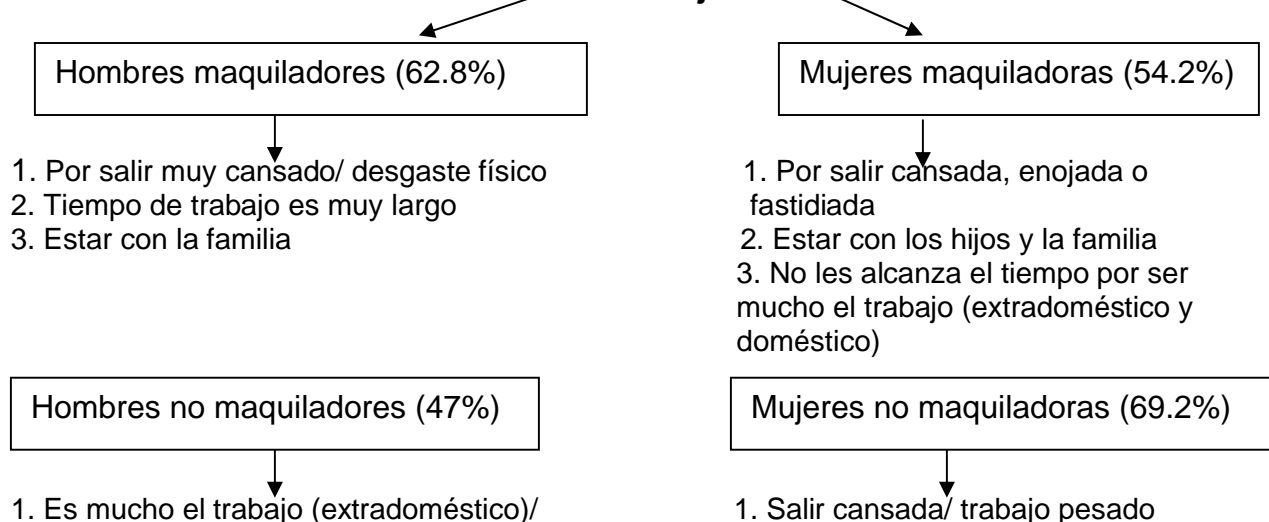 Hombres maquiladores (62.8%)
1. Por salir muy cansado/ desgaste físico
2. Tiempo de trabajo es muy largo
3. Estar con la familia
Mujeres maquiladoras (54.2%)
1. Por salir cansada, enojada o
fastidiada
2. Estar con los hijos y la familia
3. No les alcanza el tiempo por ser
mucho el trabajo (extradoméstico y
doméstico)
Hombres no maquiladores (47%)
1. Es mucho el trabajo (extradoméstico)/
Mujeres no maquiladoras (69.2%)
1. Salir cansada/ trabajo pesado